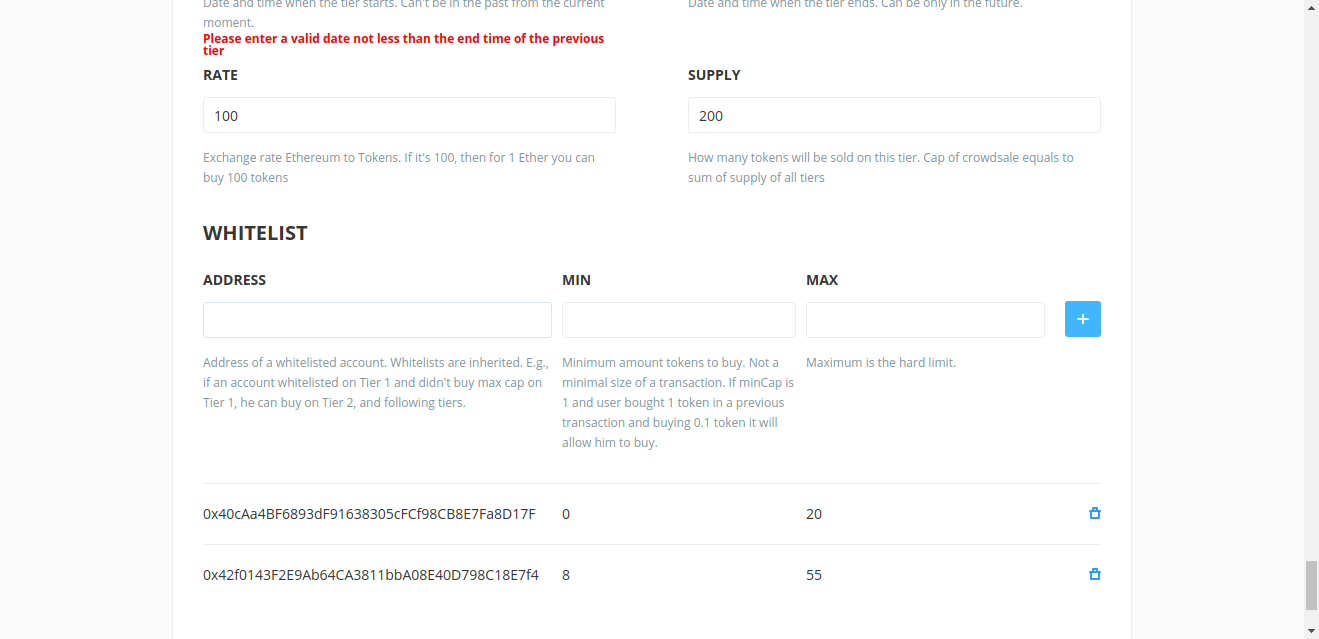 Date and time when the tier starts. Can't be in the past from the current
moment.
Date and time when the tier ends. Can be only in the future.
Please enter a valid date not less than the end time of the previous
tier
RATE
100
Exchange rate Ethereum to Tokens. If it's 100, then for 1 Ether you can
buy 100 tokens
SUPPLY
200
How many tokens will be sold on this tier. Cap of crowdsale equals to
sum of supply of all tiers
WHITELIST
ADDRESS
Address of a whitelisted account. Whitelists are inherited. E.g.,
if an account whitelisted on Tier 1 and didn't buy max cap on
Tier 1, he can buy on Tier 2, and following tiers.
MIN
Minimum amount tokens to buy. Not a
minimal size of a transaction. If minCap is
1 and user bought 1 token in a previous
transaction and buying 0.1 token it will
allow him to buy.
MAX
Maximum is the hard limit.
+
0x40cAa4BF6893dF91638305cFCf98CB8E7Fa8D17F 0 20
0x42f0143F2E9Ab64CA3811bbA08E40D798C18E7f4 8 55